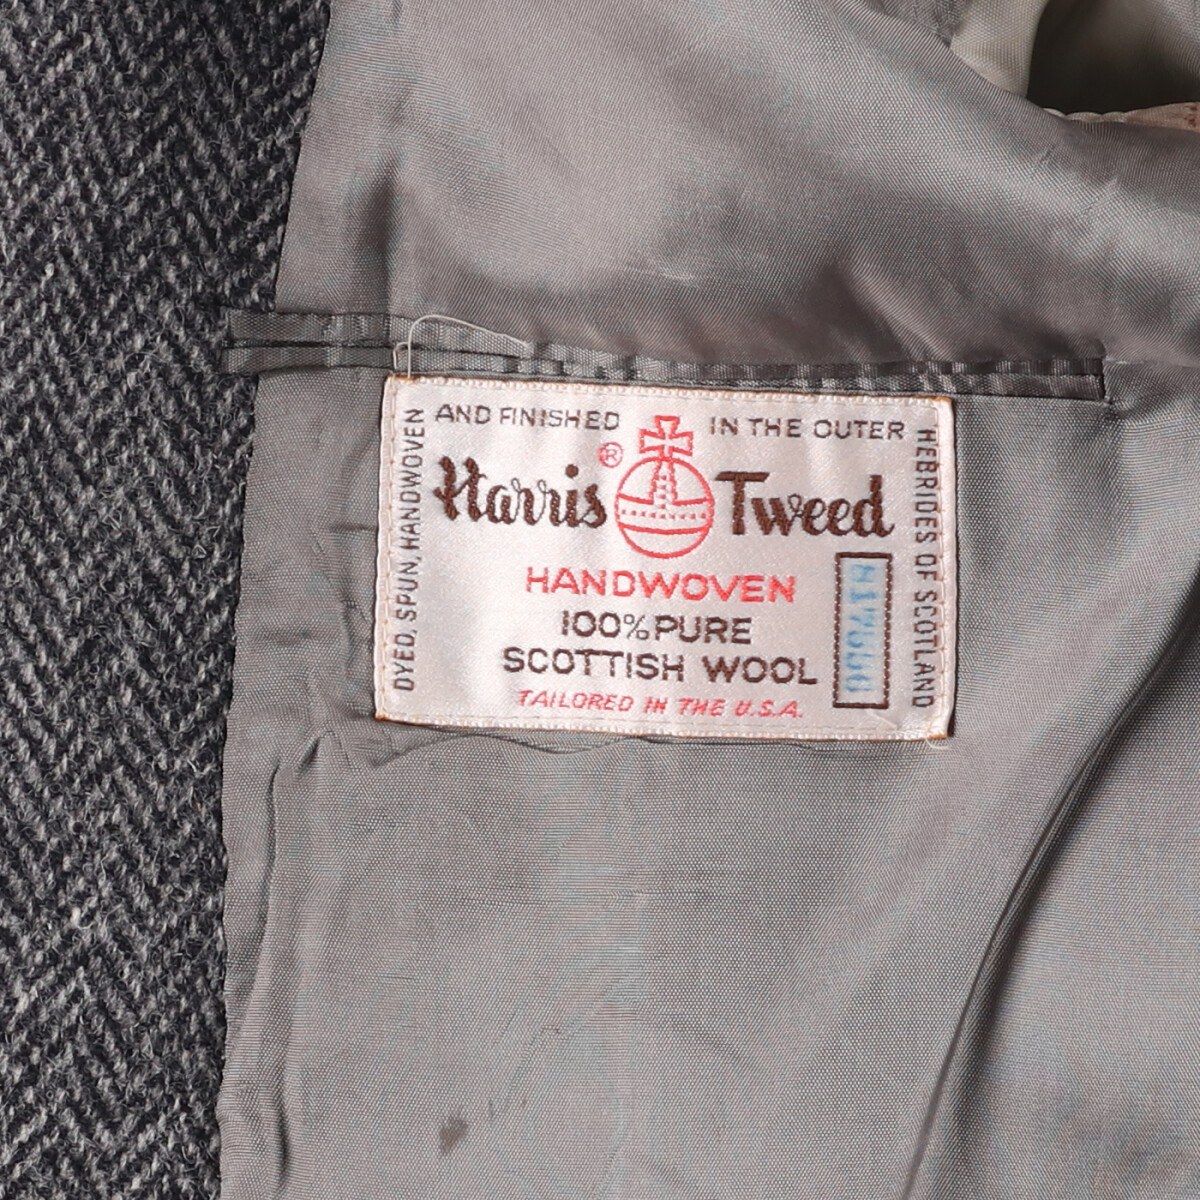 DYED, SPUN, HANDWOVEN
AND FINISHED
IN THE OUTER
HEBRIDES OF SCOTLAND
Harris ® Tweed
HANDWOVEN
100% PURE
SCOTTISH WOOL
TAILORED IN THE U.S.A.